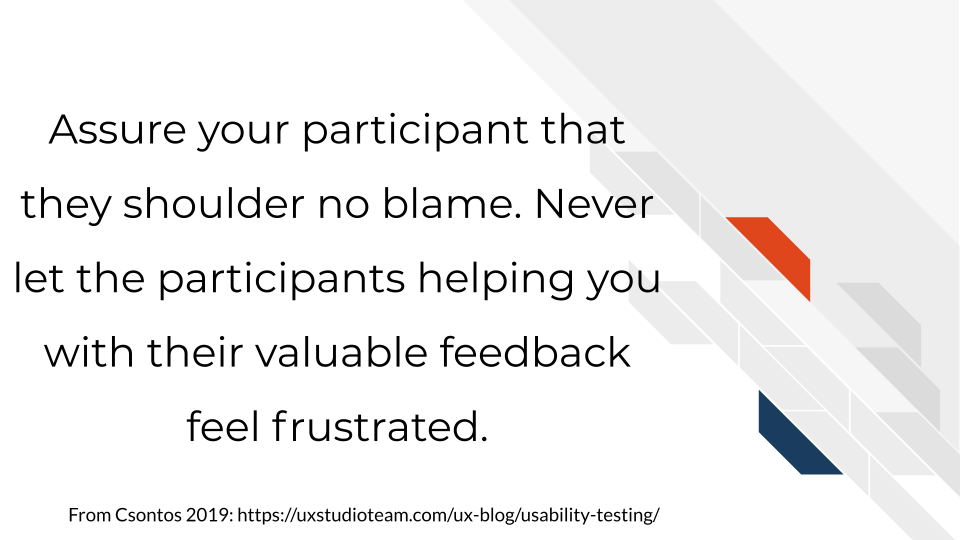 Assure your participant that
they shoulder no blame. Never
let the participants helping you
with their valuable feedback
feel frustrated.
From Csontos 2019: https://uxstudioteam.com/ux-blog/usability-testing/